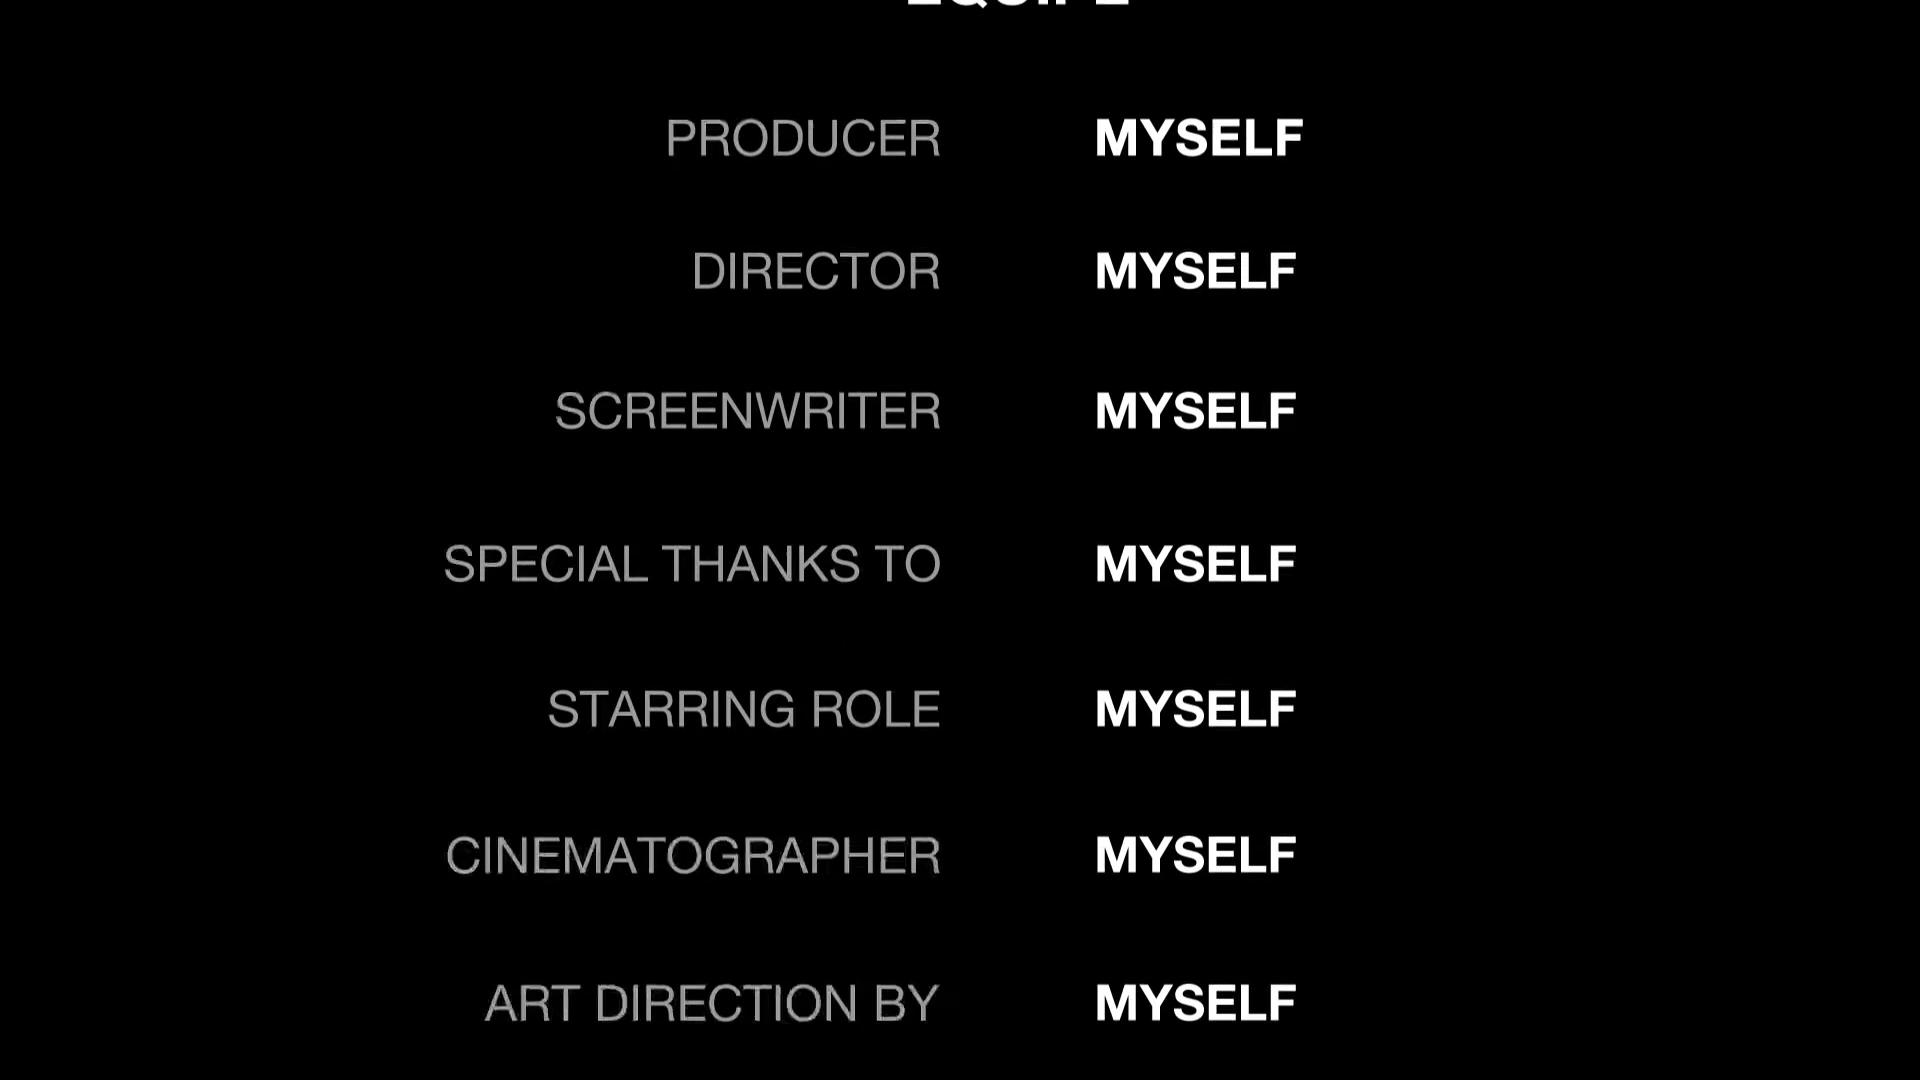 PRODUCER MYSELF
DIRECTOR MYSELF
SCREENWRITER MYSELF
SPECIAL THANKS TO MYSELF
STARRING ROLE MYSELF
CINEMATOGRAPHER MYSELF
ART DIRECTION BY MYSELF